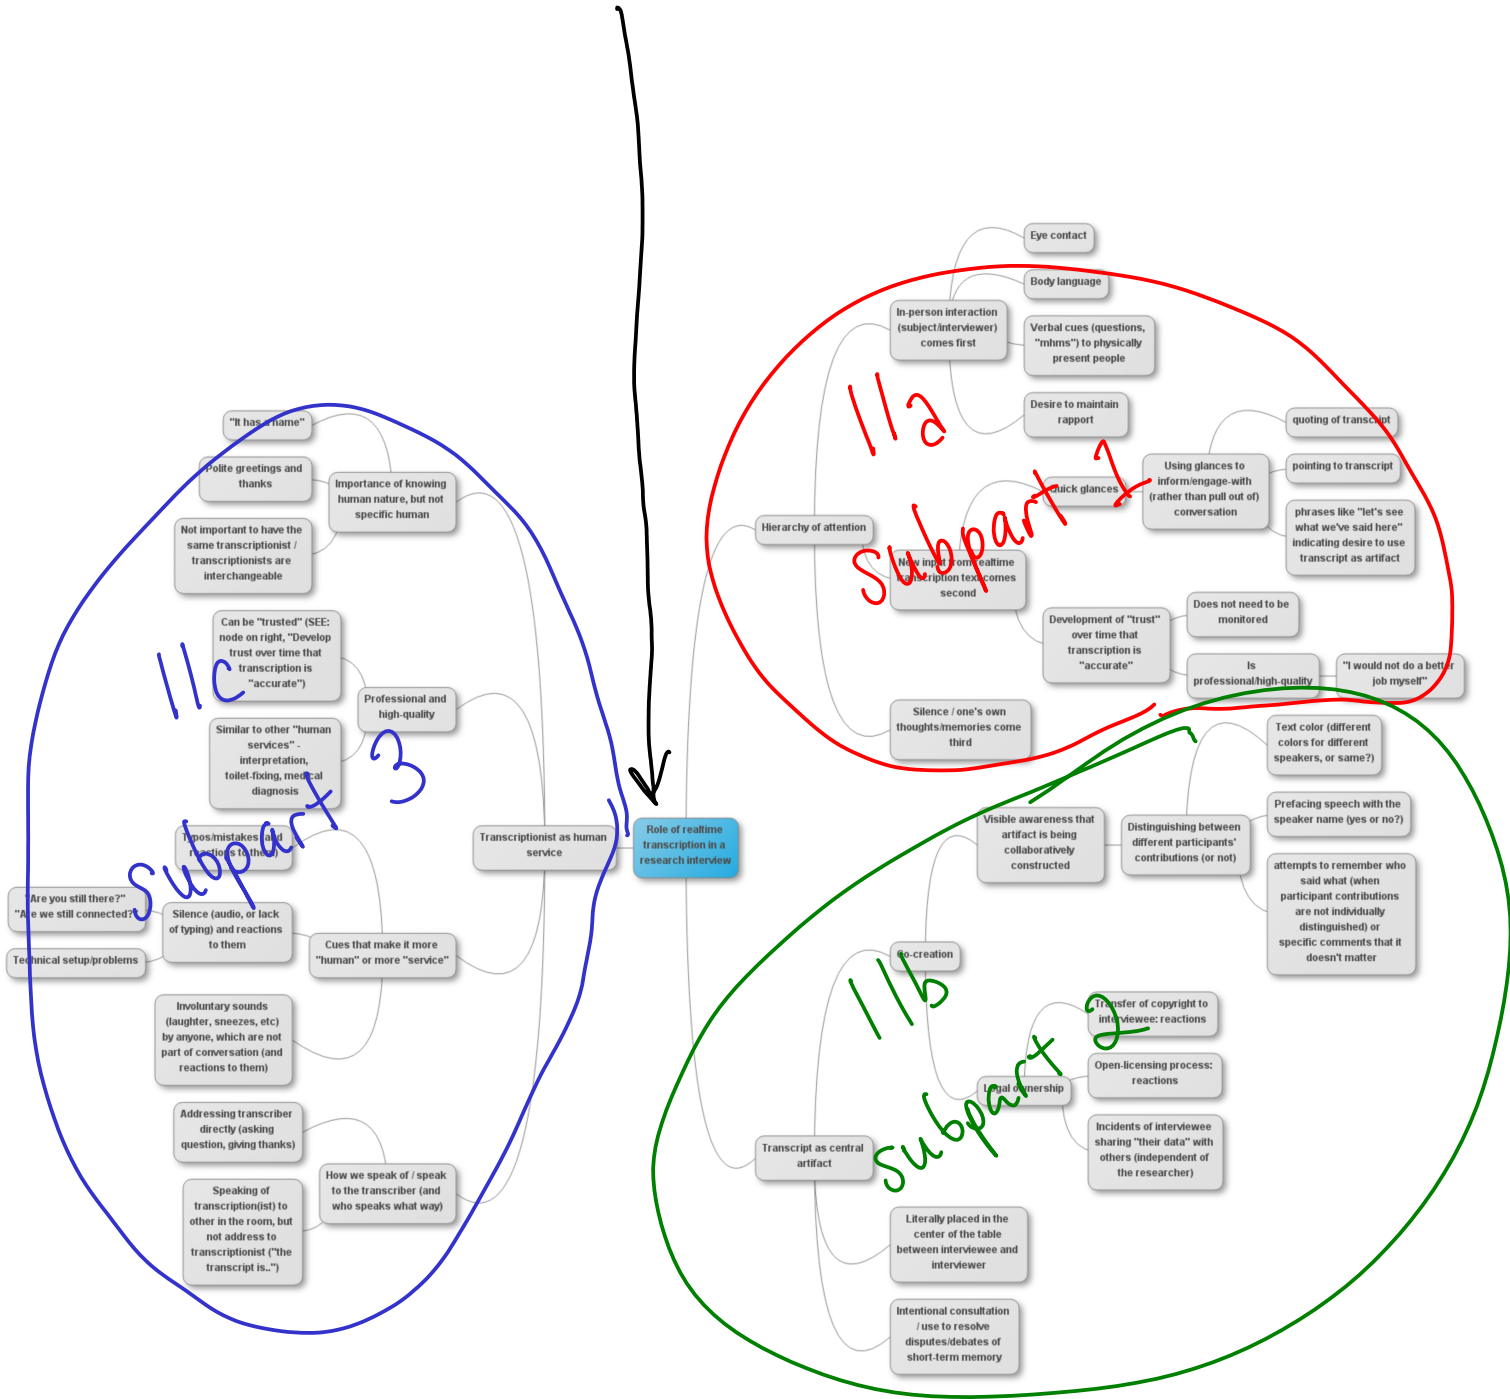 Role of realtime
transcription in a
research interview
11a
subpart 1
Hierarchy of attention
In-person interaction
(subject/interviewer)
comes first
Eye contact
Body language
Verbal cues (questions,
"mhms") to physically
present people
Desire to maintain
rapport
New input from realtime
transcription text comes
second
Quick glances
Using glances to
inform/engage-with
(rather than pull out of)
conversation
quoting of transcript
pointing to transcript
phrases like "let's see
what we've said here"
indicating desire to use
transcript as artifact
Development of "trust"
over time that
transcription is
"accurate"
Does not need to be
monitored
Is
professional/high-quality
"I would not do a better
job myself"
Silence / one's own
thoughts/memories come
third
11b
subpart 2
Transcript as central
artifact
Co-creation
Visible awareness that
artifact is being
collaboratively
constructed
Distinguishing between
different participants'
contributions (or not)
Text color (different
colors for different
speakers, or same?)
Prefacing speech with the
speaker name (yes or no?)
attempts to remember who
said what (when
participant contributions
are not individually
distinguished) or
specific comments that it
doesn't matter
Legal ownership
Transfer of copyright to
interviewee: reactions
Open-licensing process:
reactions
Incidents of interviewee
sharing "their data" with
others (independent of
the researcher)
Literally placed in the
center of the table
between interviewee and
interviewer
Intentional consultation
/ use to resolve
disputes/debates of
short-term memory
11c
subpart 3
Transcriptionist as human
service
Importance of knowing
human nature, but not
specific human
"It has a name"
Polite greetings and
thanks
Not important to have the
same transcriptionist /
transcriptionists are
interchangeable
Professional and
high-quality
Can be "trusted" (SEE:
node on right, "Develop
trust over time that
transcription is
"accurate")
Similar to other "human
services" -
interpretation,
toilet-fixing, medical
diagnosis
Cues that make it more
"human" or more "service"
Typos/mistakes (and
reactions to them)
Silence (audio, or lack
of typing) and reactions
to them
"Are you still there?"
"Are we still connected?"
Technical setup/problems
Involuntary sounds
(laughter, sneezes, etc)
by anyone, which are not
part of conversation (and
reactions to them)
How we speak of / speak
to the transcriber (and
who speaks what way)
Addressing transcriber
directly (asking
question, giving thanks)
Speaking of
transcription(ist) to
other in the room, but
not address to
transcriptionist ("the
transcript is..")